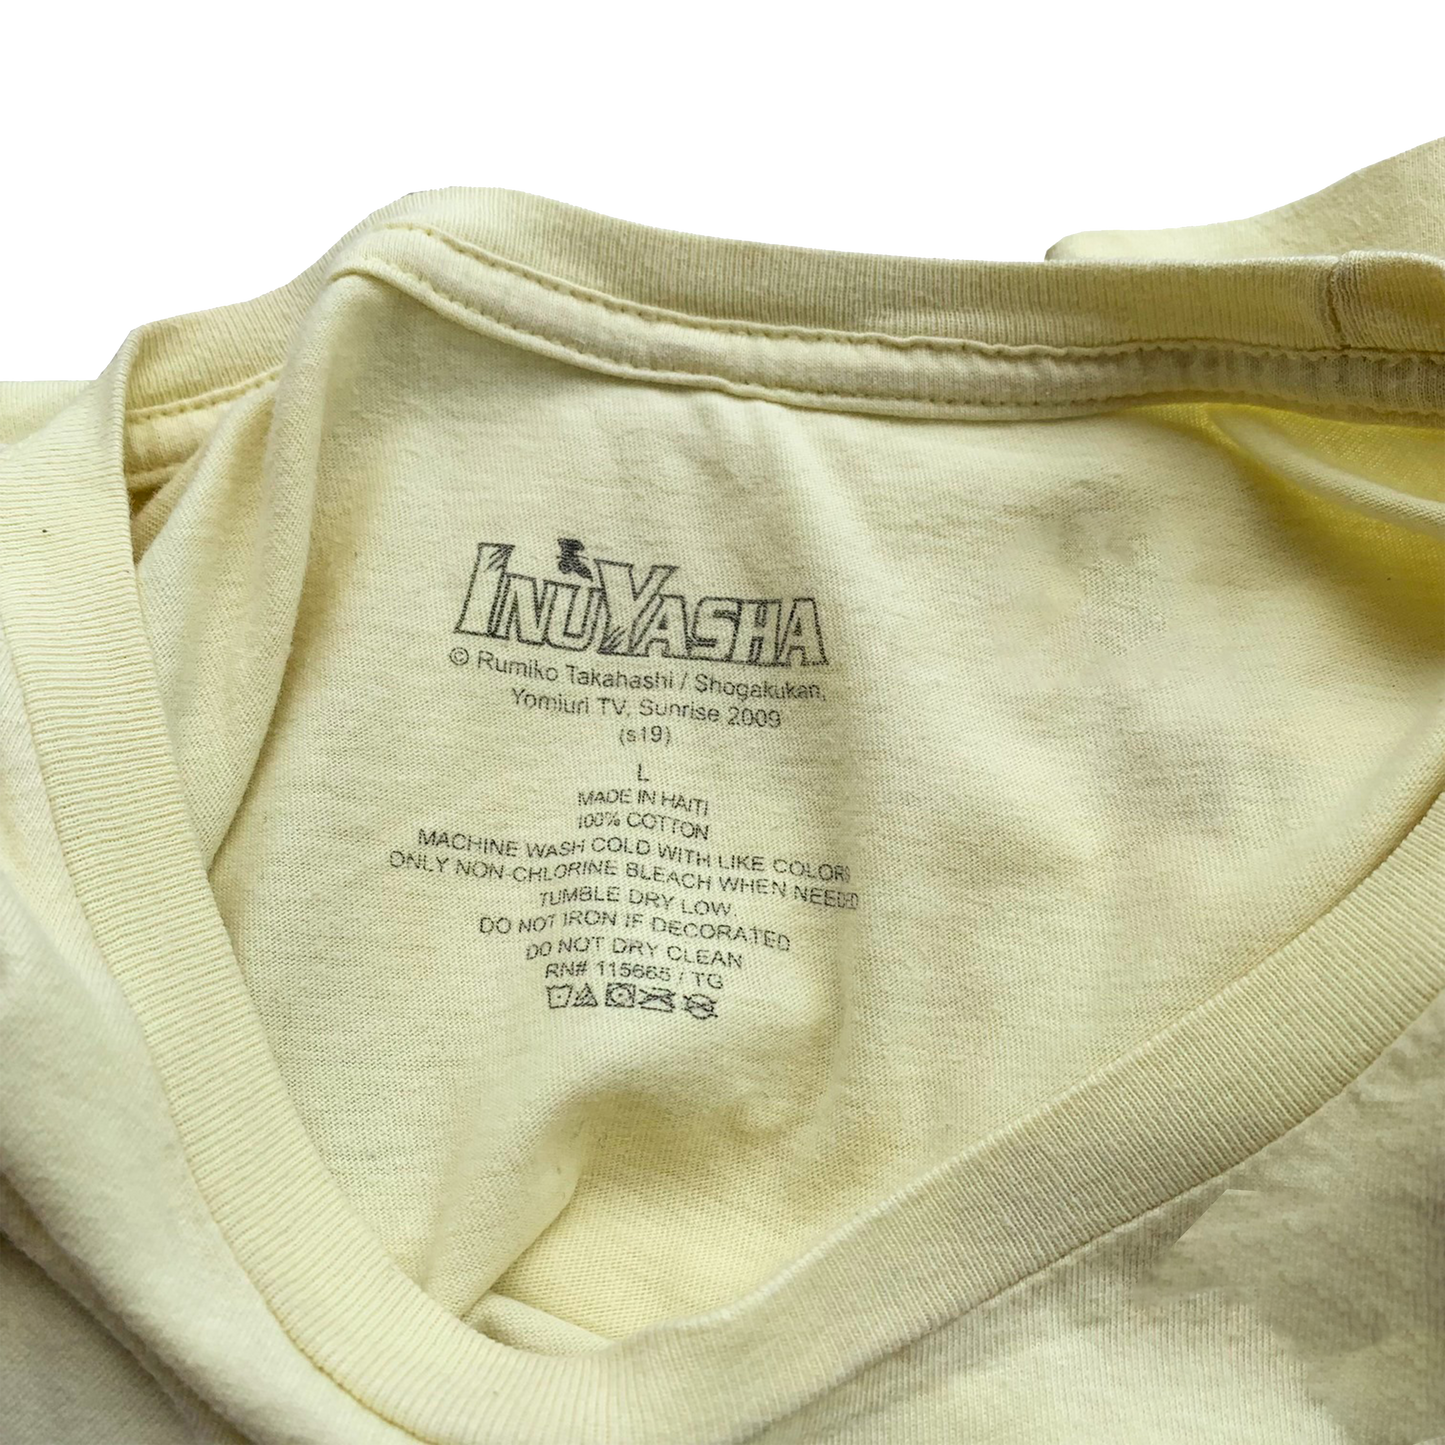 INUYASHA
© Rumiko Takahashi / Shogakukan,
Yomiuri TV, Sunrise 2009
(s19)
L
MADE IN HAITI
100% COTTON
MACHINE WASH COLD WITH LIKE COLORS
ONLY NON-CHLORINE BLEACH WHEN NEEDED
TUMBLE DRY LOW.
DO NOT IRON IF DECORATED
DO NOT DRY CLEAN
RN# 115665 / TG